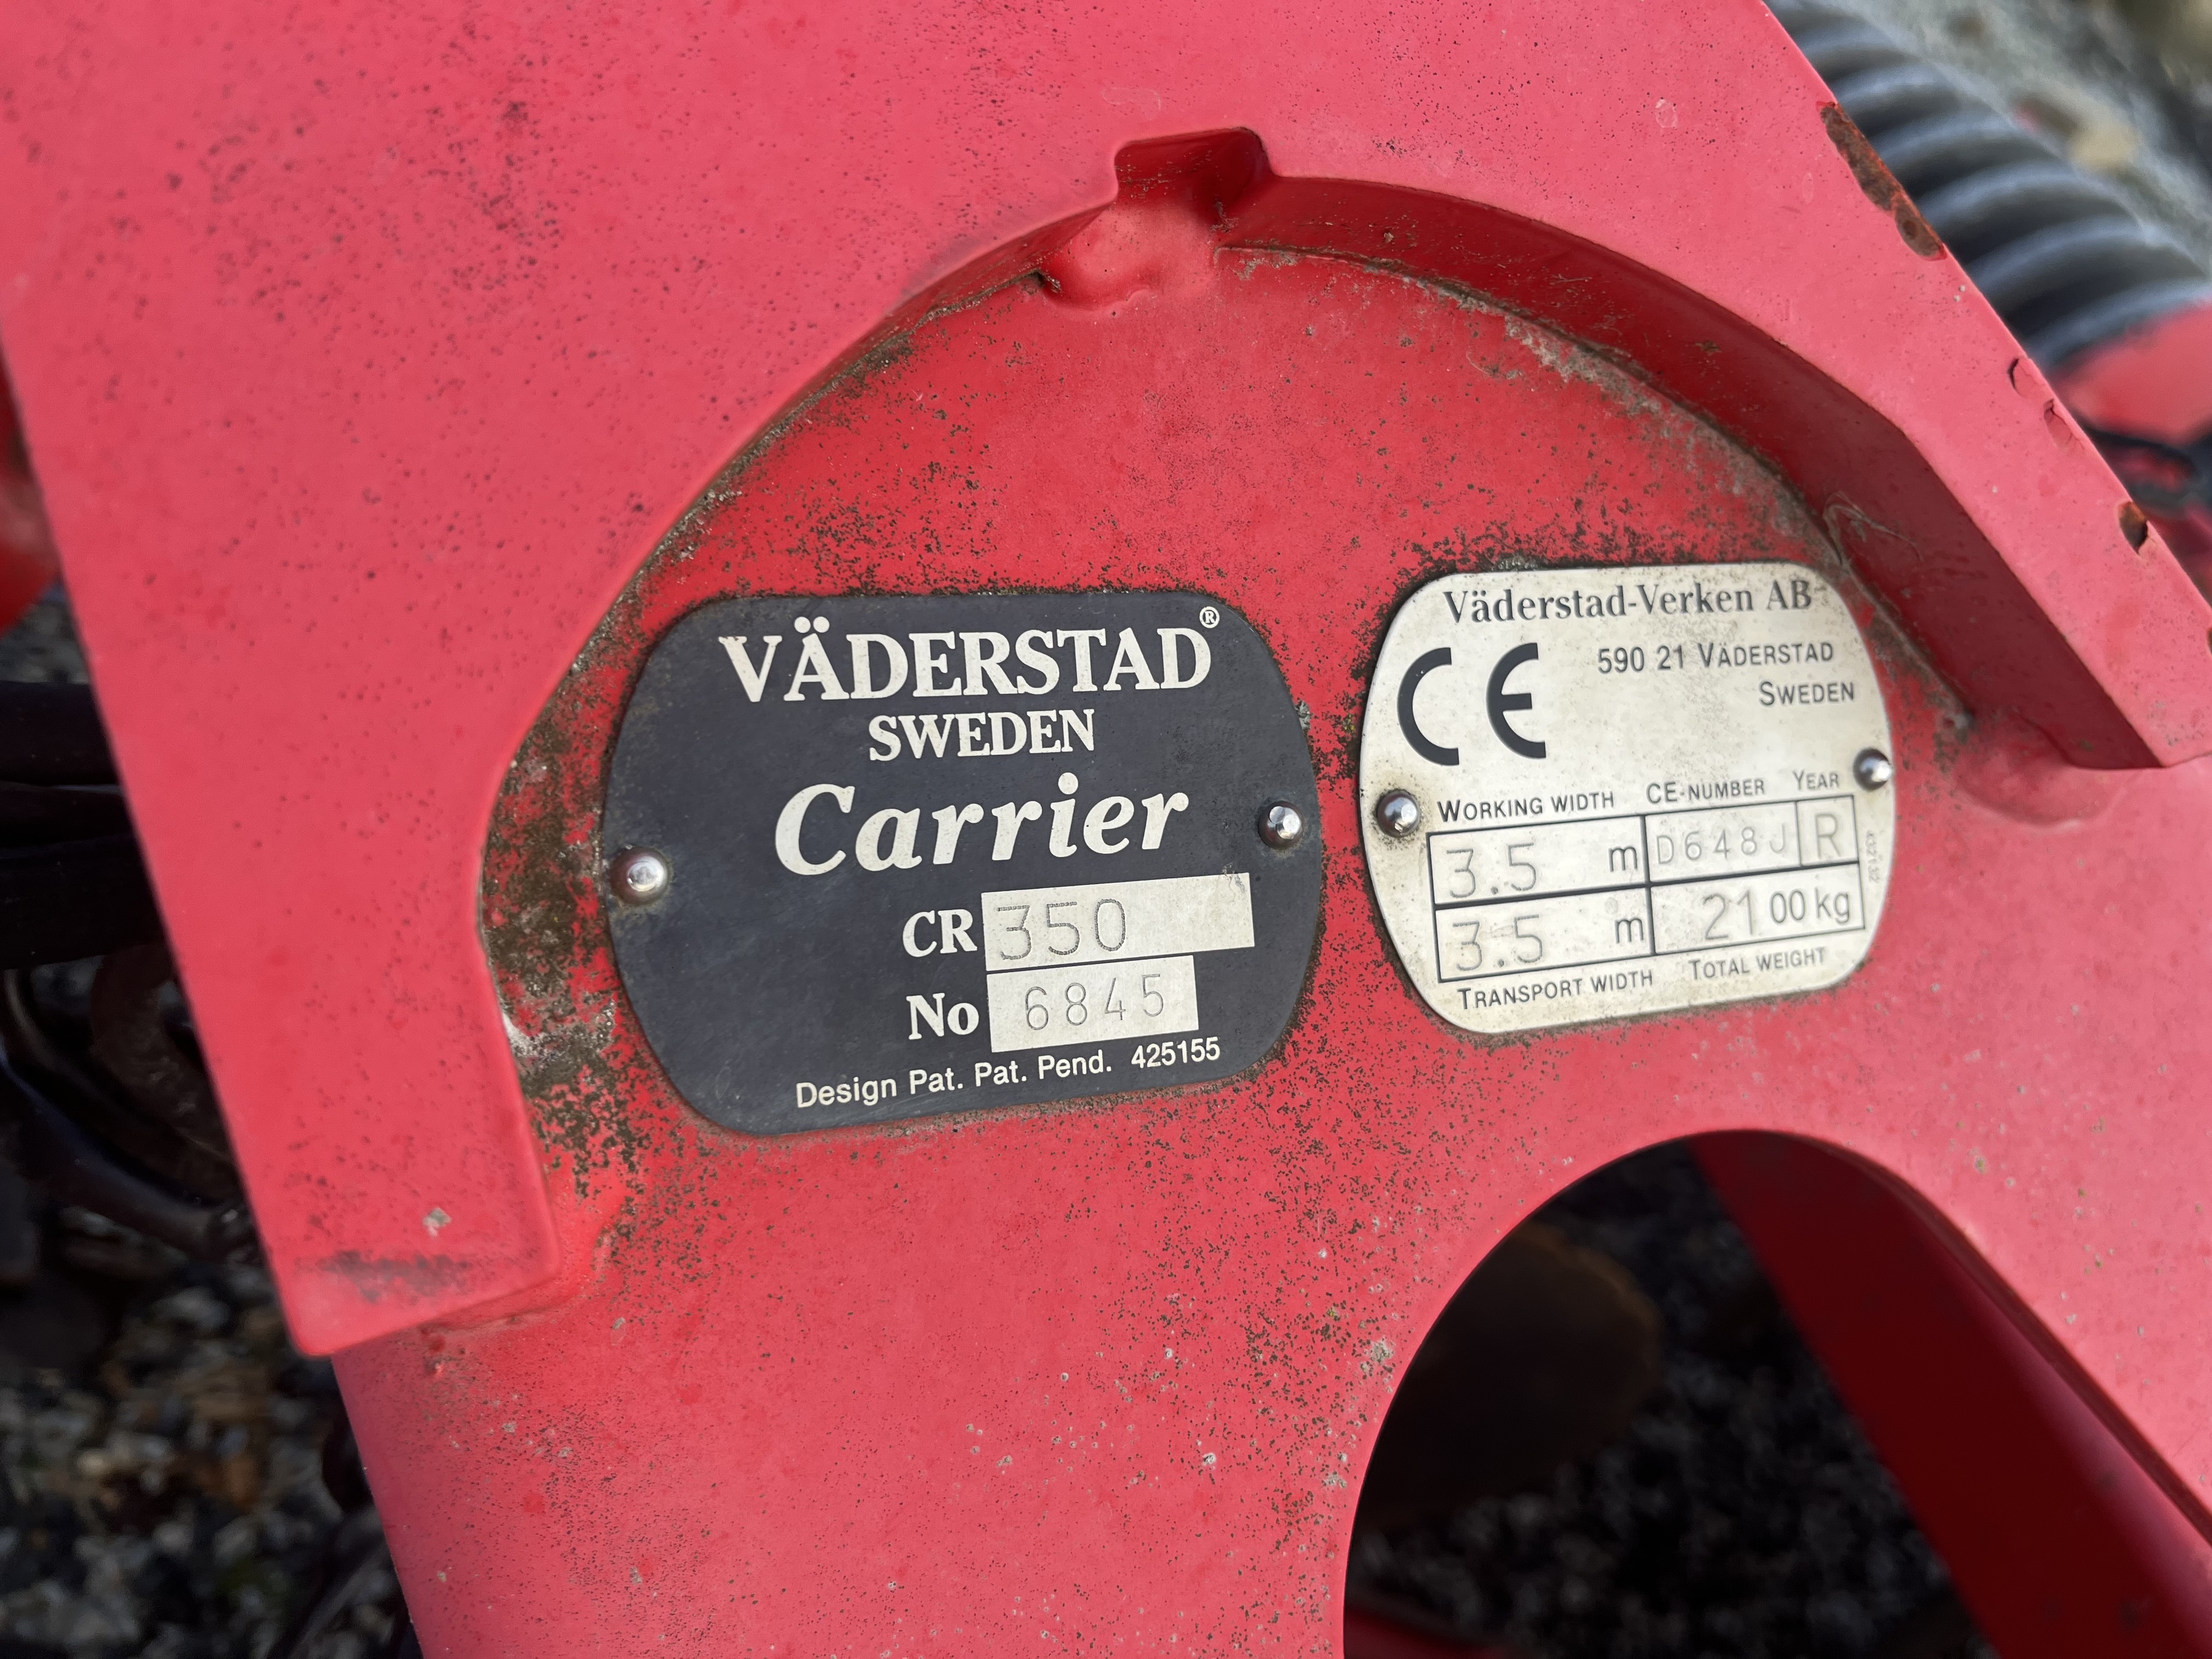 VÄDERSTAD®
SWEDEN
Carrier
CR 350
No 6845
Design Pat. Pat. Pend. 425155
Väderstad-Verken AB
CE 590 21 VÄDERSTAD
SWEDEN
WORKING WIDTH CE-NUMBER YEAR
3.5 m D648J R
3.5 m 2100 kg
TRANSPORT WIDTH TOTAL WEIGHT